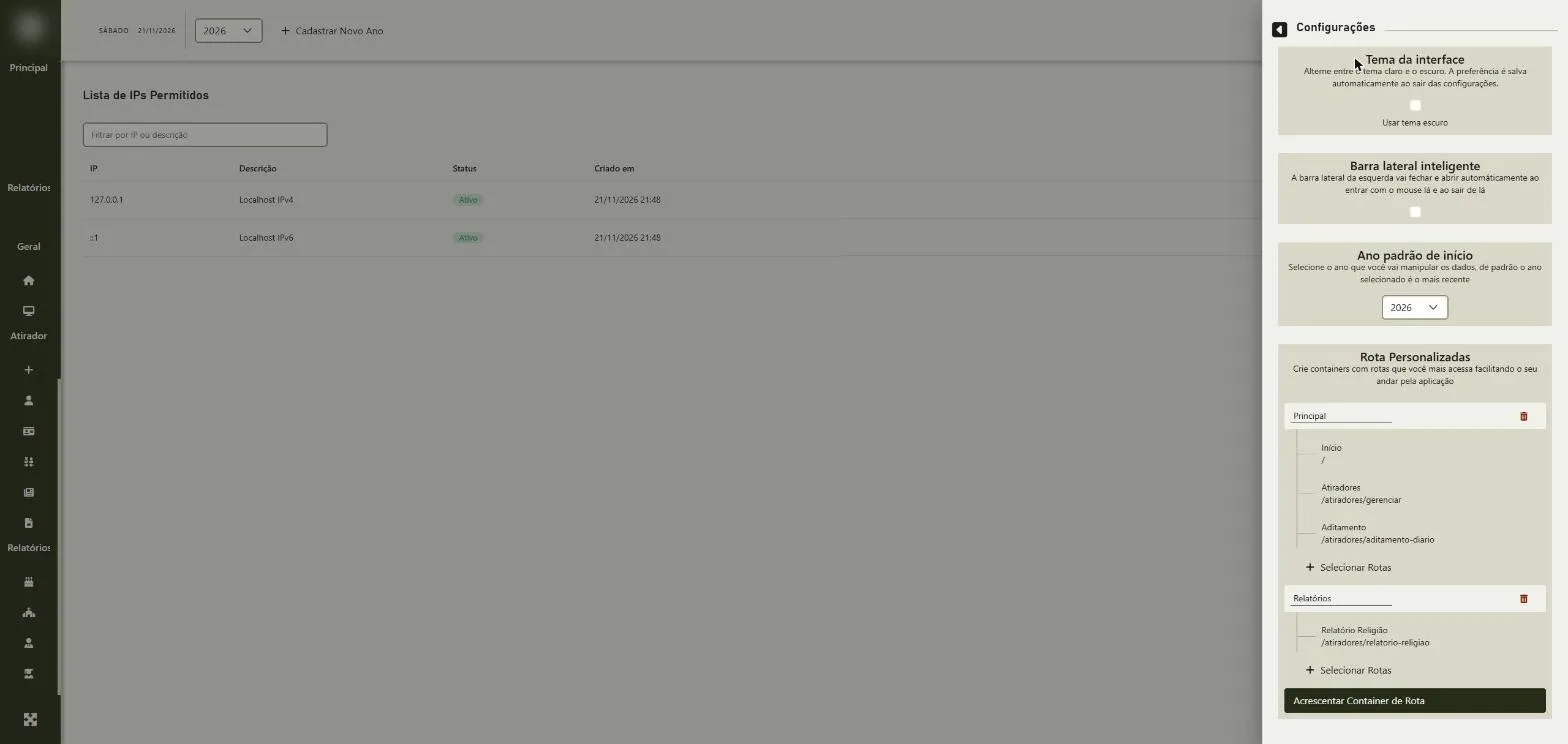 Principal
Relatórios
Geral
Atirador
Relatórios
SÁBADO 21/11/2026
2026
+ Cadastrar Novo Ano
Lista de IPs Permitidos
Filtrar por IP ou descrição
IP Descrição Status Criado em
127.0.0.1 Localhost IPv4 Ativo 21/11/2026 21:48
::1 Localhost IPv6 Ativo 21/11/2026 21:48
Configurações
Tema da interface
Alterne entre o tema claro e o escuro. A preferência é salva
automaticamente ao sair das configurações.
Usar tema escuro
Barra lateral inteligente
A barra lateral da esquerda vai fechar e abrir automáticamente ao
entrar com o mouse lá e ao sair de lá
Ano padrão de início
Selecione o ano que você vai manipular os dados, de padrão o ano
selecionado é o mais recente
2026
Rota Personalizadas
Crie containers com rotas que você mais acessa facilitando o seu
andar pela aplicação
Principal
Início
/
Atiradores
/atiradores/gerenciar
Aditamento
/atiradores/aditamento-diario
+ Selecionar Rotas
Relatórios
Relatório Religião
/atiradores/relatorio-religiao
+ Selecionar Rotas
Acrescentar Container de Rota